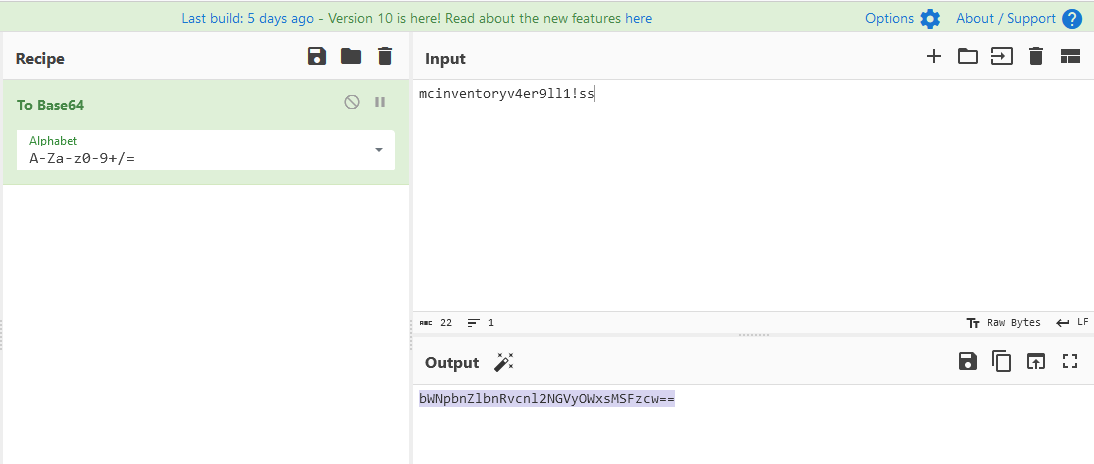 Last build: 5 days ago - Version 10 is here! Read about the new features here
Options
About / Support
Recipe
To Base64
Alphabet
A-Za-z0-9+/=
Input
mcinventoryv4er9ll1!ss
ABC 22
1
Raw Bytes
LF
Output
bWNpbnZlbnRvcnl2NGVyOWxsMSFzcw==